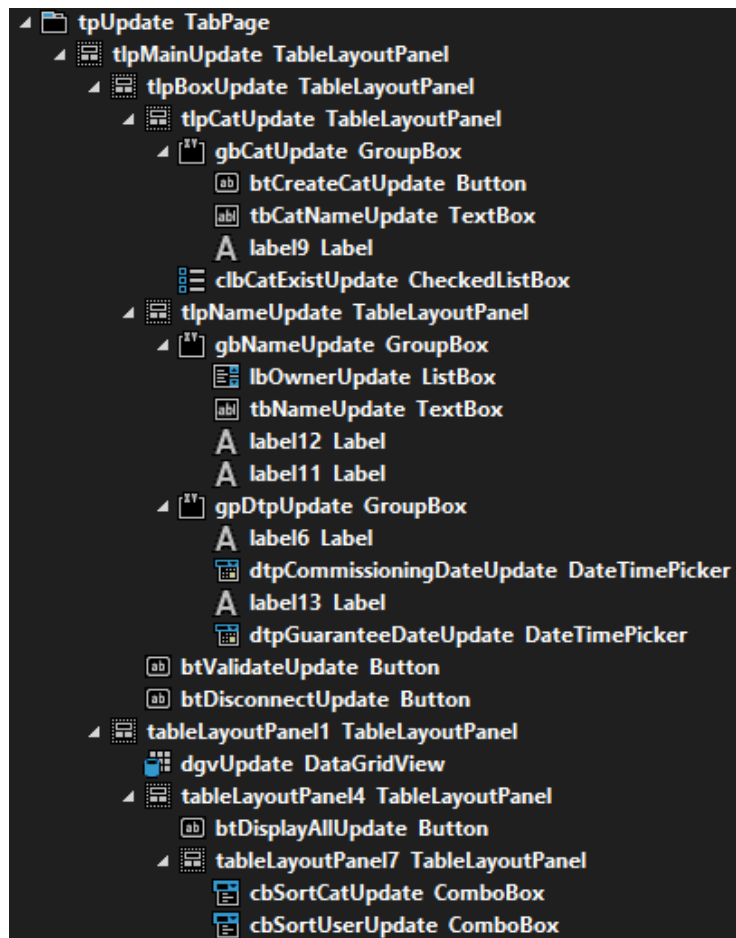 tpUpdate TabPage
tlpMainUpdate TableLayoutPanel
tlpBoxUpdate TableLayoutPanel
tlpCatUpdate TableLayoutPanel
gbCatUpdate GroupBox
btCreateCatUpdate Button
tbCatNameUpdate TextBox
label9 Label
clbCatExistUpdate CheckedListBox
tlpNameUpdate TableLayoutPanel
gbNameUpdate GroupBox
lbOwnerUpdate ListBox
tbNameUpdate TextBox
label12 Label
label11 Label
gpDtpUpdate GroupBox
label6 Label
dtpCommissioningDateUpdate DateTimePicker
label13 Label
dtpGuaranteeDateUpdate DateTimePicker
btValidateUpdate Button
btDisconnectUpdate Button
tableLayoutPanel1 TableLayoutPanel
dgvUpdate DataGridView
tableLayoutPanel4 TableLayoutPanel
btDisplayAllUpdate Button
tableLayoutPanel7 TableLayoutPanel
cbSortCatUpdate ComboBox
cbSortUserUpdate ComboBox